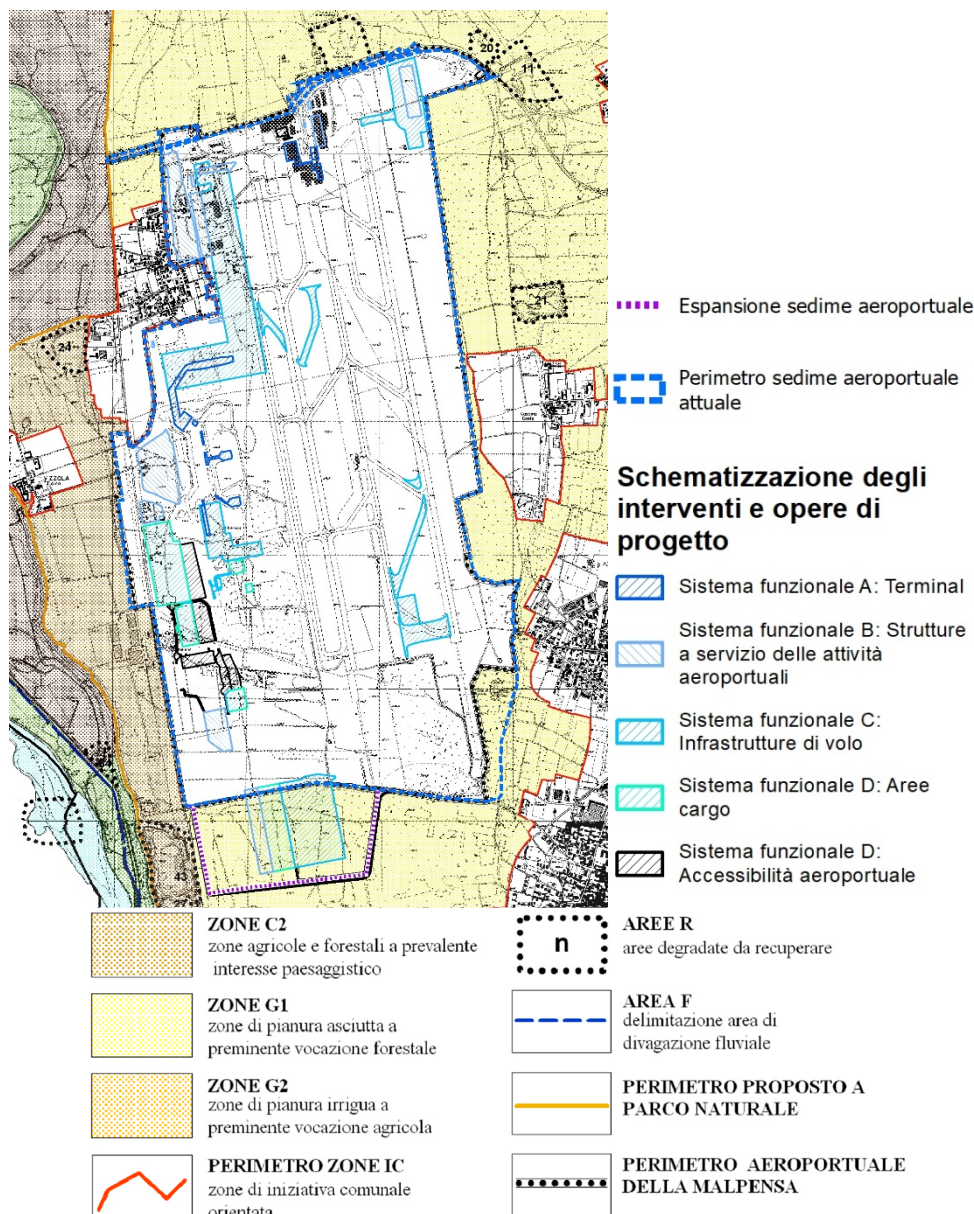 20
11
21
24
43
VIZZOLA
Espansione sedime aeroportuale
Perimetro sedime aeroportuale
attuale
Schematizzazione degli
interventi e opere di
progetto
Sistema funzionale A: Terminal
Sistema funzionale B: Strutture
a servizio delle attività
aeroportuali
Sistema funzionale C:
Infrastrutture di volo
Sistema funzionale D: Aree
cargo
Sistema funzionale D:
Accessibilità aeroportuale
ZONE C2
zone agricole e forestali a prevalente
interesse paesaggistico
ZONE G1
zone di pianura asciutta a
preminente vocazione forestale
ZONE G2
zone di pianura irrigua a
preminente vocazione agricola
PERIMETRO ZONE IC
zone di iniziativa comunale
orientata
n
AREE R
aree degradate da recuperare
AREA F
delimitazione area di
divagazione fluviale
PERIMETRO PROPOSTO A
PARCO NATURALE
PERIMETRO AEROPORTUALE
DELLA MALPENSA